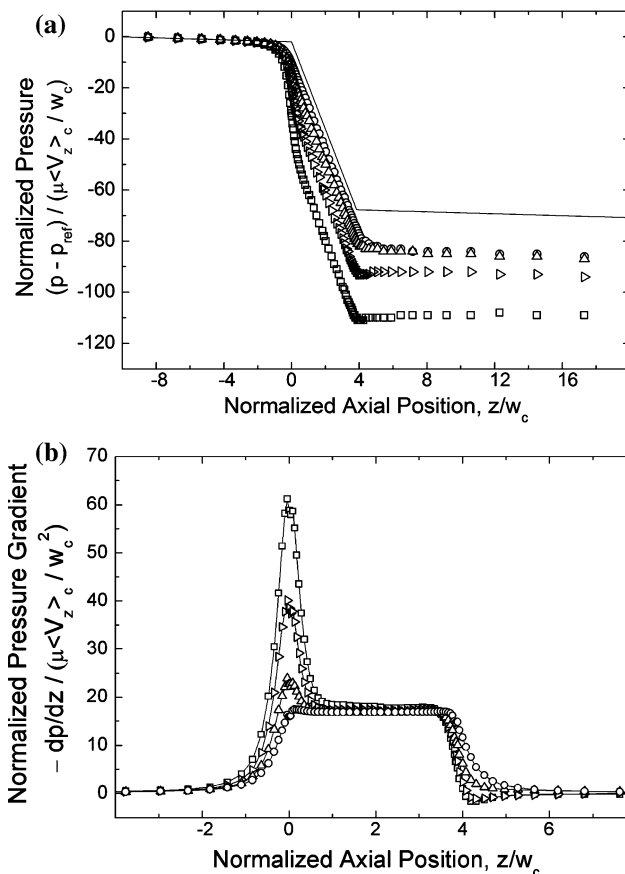 (a)
0
-20
-40
-60
-80
-100
-120
Normalized Pressure
(p - p_ref) / (μ<V_z>_c / w_c)
-8 -4 0 4 8 12 16
Normalized Axial Position, z/w_c
(b)
70
60
50
40
30
20
10
0
Normalized Pressure Gradient
- dp/dz / (μ<V_z>_c / w_c^2)
-2 0 2 4 6
Normalized Axial Position, z/w_c